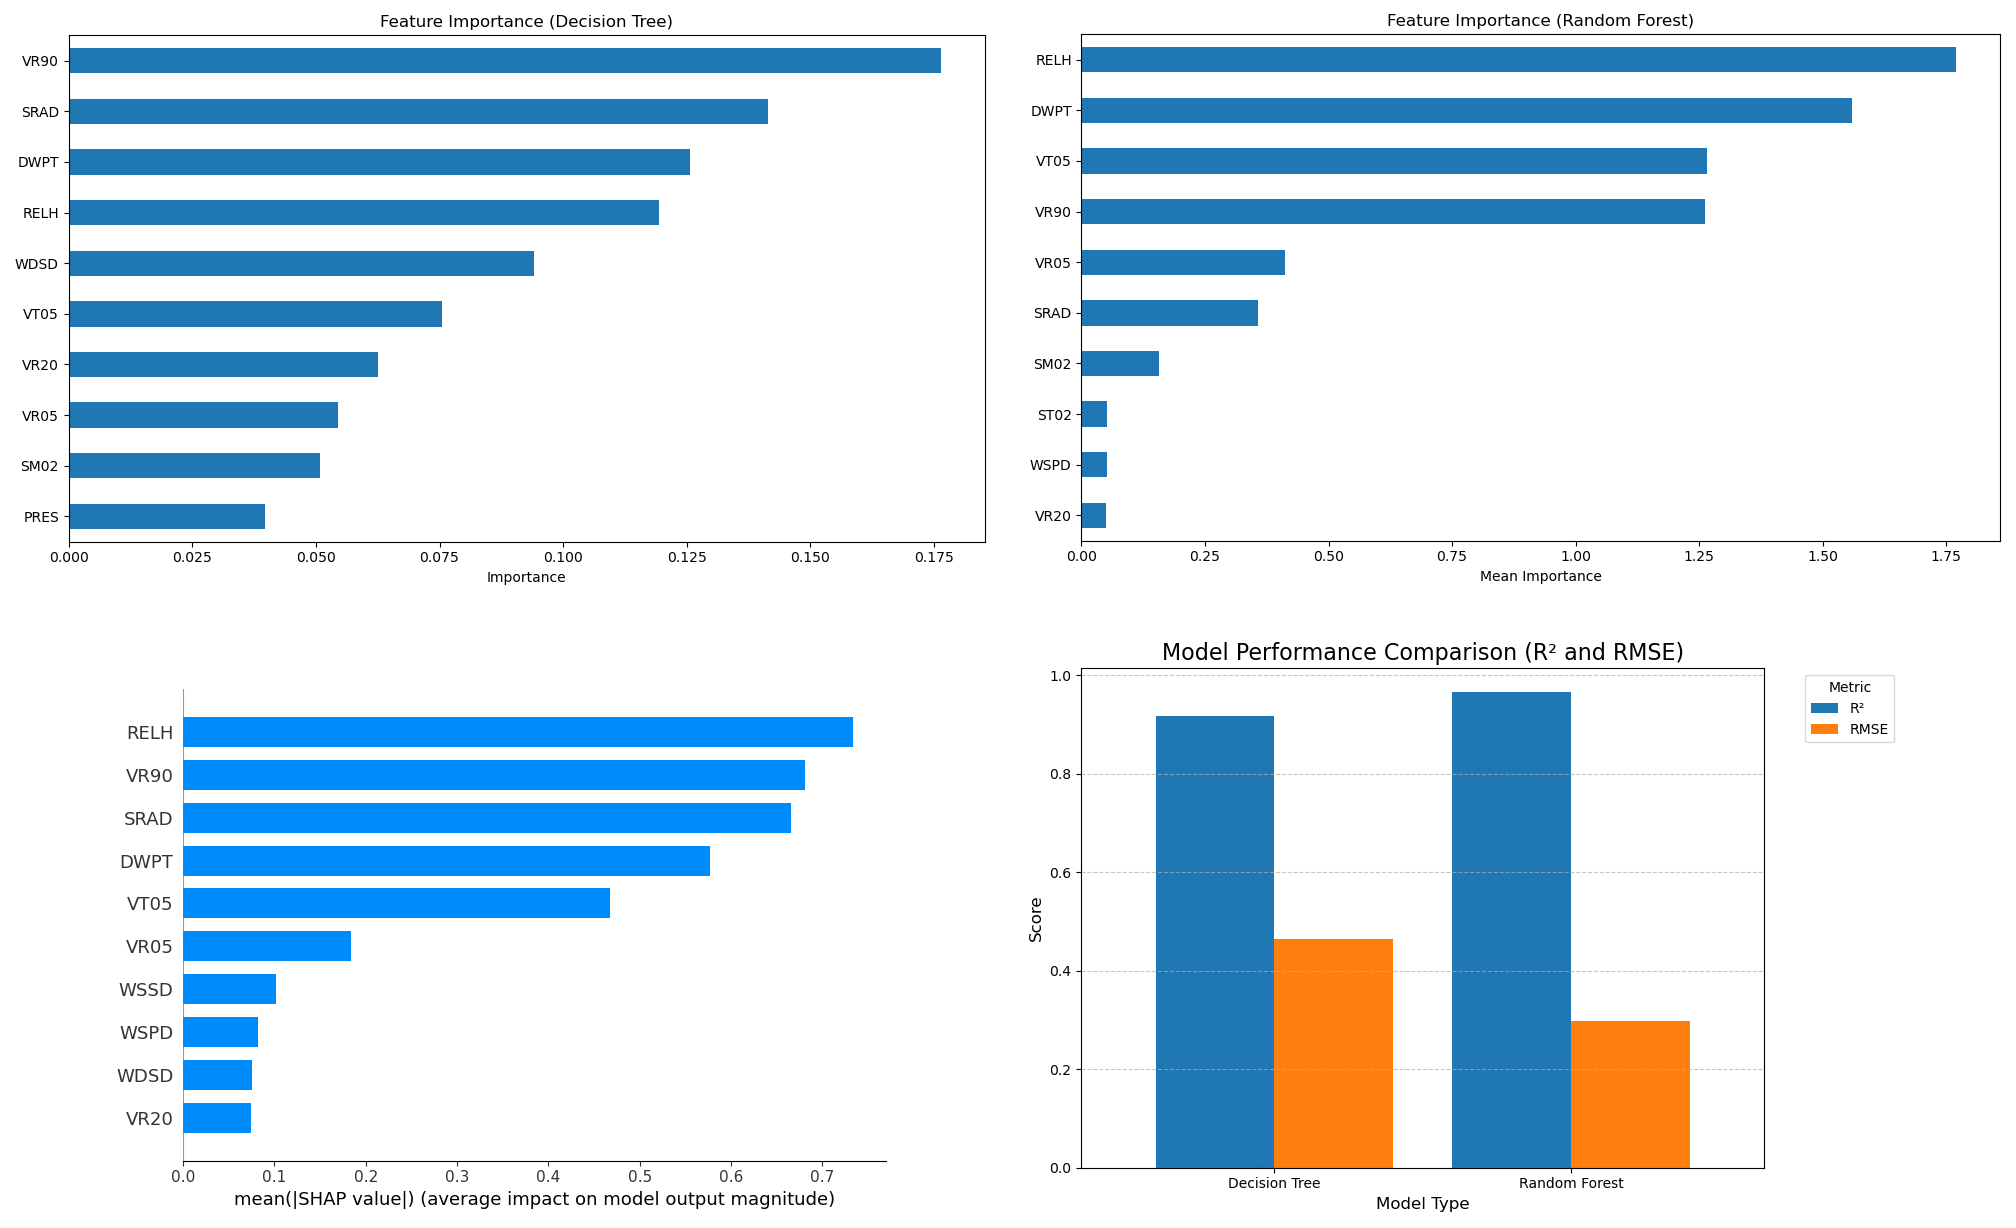 Feature Importance (Decision Tree)
VR90
SRAD
DWPT
RELH
WDSD
VT05
VR20
VR05
SM02
PRES
0.000 0.025 0.050 0.075 0.100 0.125 0.150 0.175
Importance
Feature Importance (Random Forest)
RELH
DWPT
VT05
VR90
VR05
SRAD
SM02
ST02
WSPD
VR20
0.00 0.25 0.50 0.75 1.00 1.25 1.50 1.75
Mean Importance
RELH
VR90
SRAD
DWPT
VT05
VR05
WSSD
WSPD
WDSD
VR20
0.0 0.1 0.2 0.3 0.4 0.5 0.6 0.7
mean(|SHAP value|) (average impact on model output magnitude)
Model Performance Comparison (R² and RMSE)
1.0
0.8
0.6
0.4
0.2
0.0
Score
Decision Tree Random Forest
Model Type
Metric
R²
RMSE